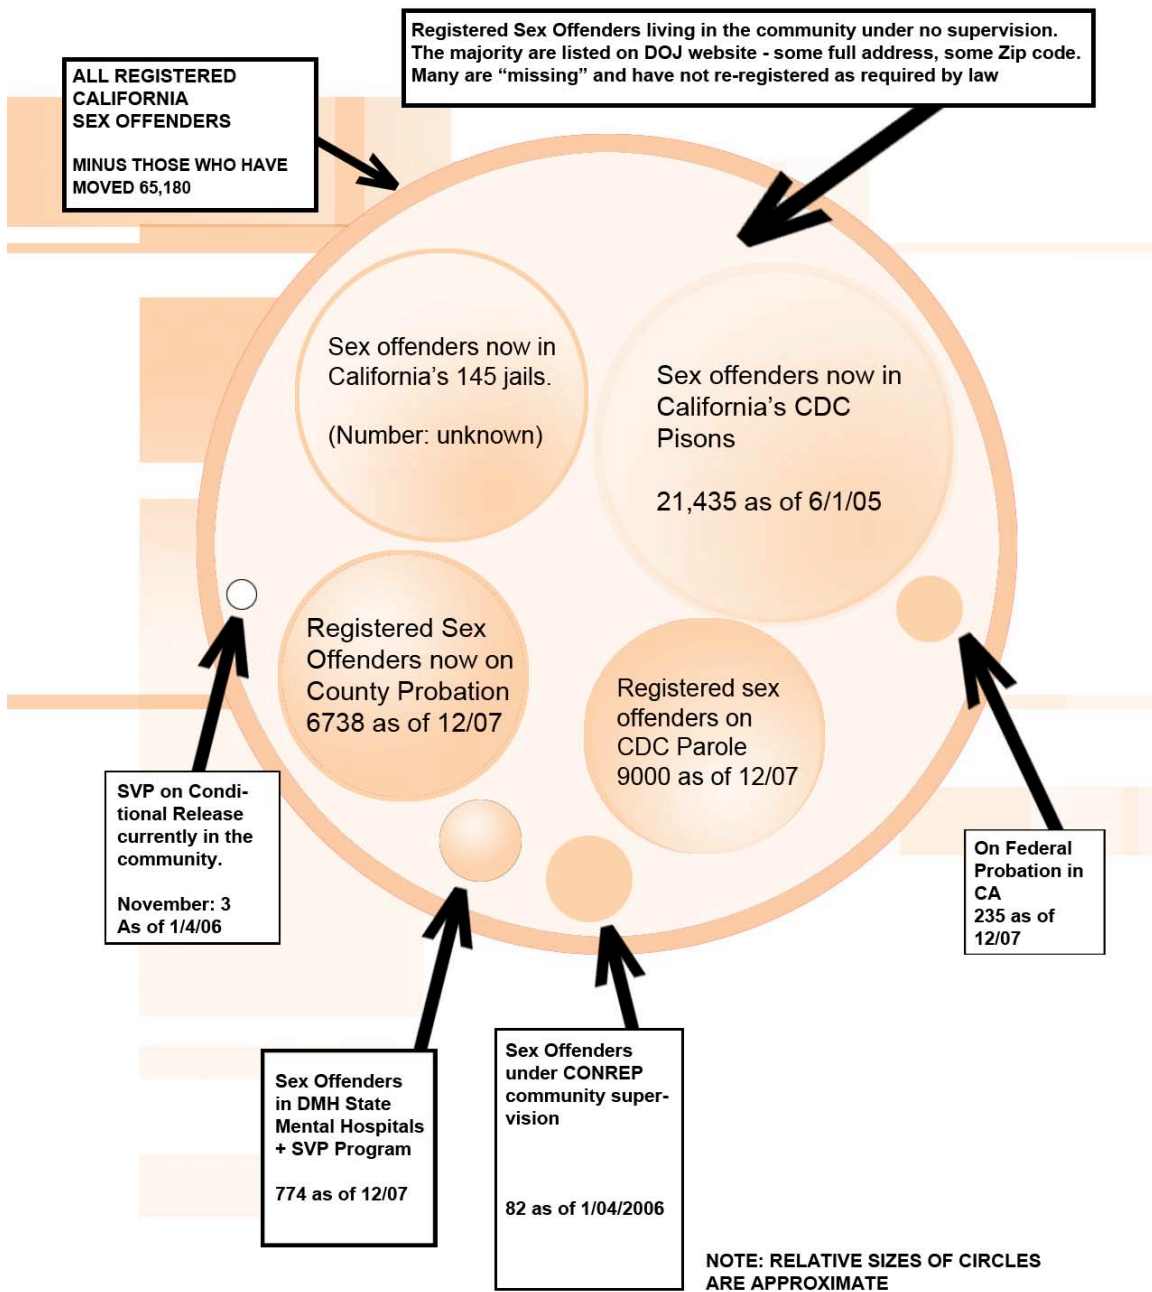 Registered Sex Offenders living in the community under no supervision.
The majority are listed on DOJ website - some full address, some Zip code.
Many are “missing” and have not re-registered as required by law
ALL REGISTERED
CALIFORNIA
SEX OFFENDERS
MINUS THOSE WHO HAVE
MOVED 65,180
Sex offenders now in
California’s 145 jails.
(Number: unknown)
Sex offenders now in
California’s CDC
Pisons
21,435 as of 6/1/05
Registered Sex
Offenders now on
County Probation
6738 as of 12/07
Registered sex
offenders on
CDC Parole
9000 as of 12/07
SVP on Condi-
tional Release
currently in the
community.
November: 3
As of 1/4/06
On Federal
Probation in
CA
235 as of
12/07
Sex Offenders
in DMH State
Mental Hospitals
+ SVP Program
774 as of 12/07
Sex Offenders
under CONREP
community super-
vision
82 as of 1/04/2006
NOTE: RELATIVE SIZES OF CIRCLES
ARE APPROXIMATE